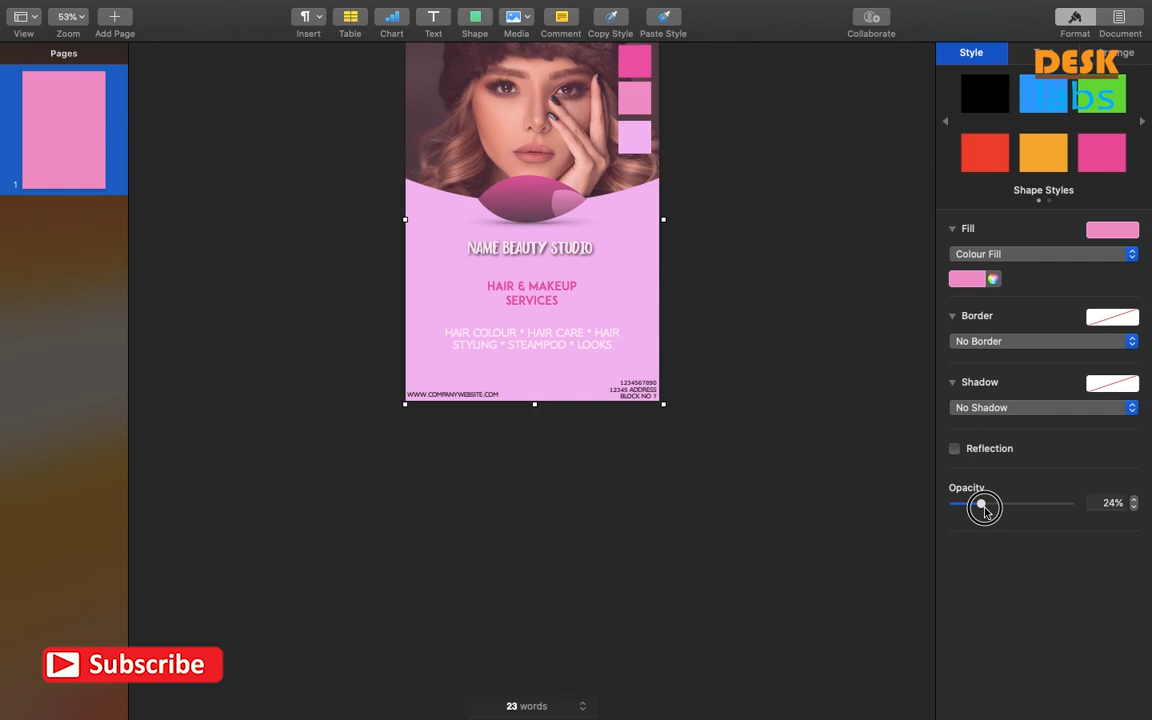 53%
View
Zoom
Add Page
Insert
Table
Chart
Text
Shape
Media
Comment
Copy Style
Paste Style
Collaborate
Format
Document
Pages
1
Style
DESK
bs
Shape Styles
Fill
Colour Fill
Border
No Border
Shadow
No Shadow
Reflection
Opacity
24%
NAME BEAUTY STUDIO
HAIR & MAKEUP
SERVICES
HAIR COLOUR * HAIR CARE * HAIR
STYLING * STEAMPOD * LOOKS
1234567890
12345 ADDRESS
BLOCK NO 7
WWW.COMPANYWEBSITE.COM
Subscribe
23 words